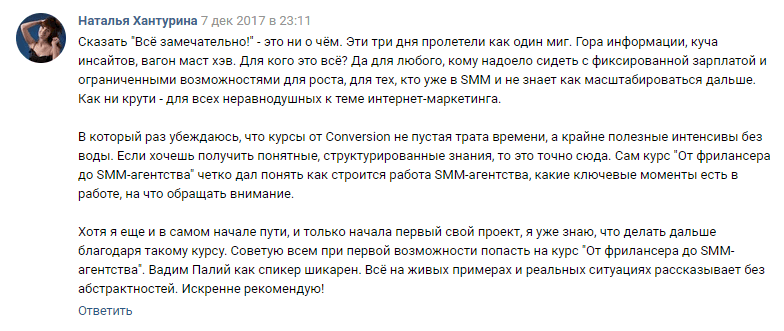 Наталья Хантурина 7 дек 2017 в 23:11
Сказать "Всё замечательно!" - это ни о чём. Эти три дня пролетели как один миг. Гора информации, куча
инсайтов, вагон маст хэв. Для кого это всё? Да для любого, кому надоело сидеть с фиксированной зарплатой и
ограниченными возможностями для роста, для тех, кто уже в SMM и не знает как масштабироваться дальше.
Как ни крути - для всех неравнодушных к теме интернет-маркетинга.
В который раз убеждаюсь, что курсы от Conversion не пустая трата времени, а крайне полезные интенсивы без
воды. Если хочешь получить понятные, структурированные знания, то это точно сюда. Сам курс "От фрилансера
до SMM-агентства" четко дал понять как строится работа SMM-агентства, какие ключевые моменты есть в
работе, на что обращать внимание.
Хотя я еще и в самом начале пути, и только начала первый свой проект, я уже знаю, что делать дальше
благодаря такому курсу. Советую всем при первой возможности попасть на курс "От фрилансера до SMM-
агентства". Вадим Палий как спикер шикарен. Всё на живых примерах и реальных ситуациях рассказывает без
абстрактностей. Искренне рекомендую!
Ответить